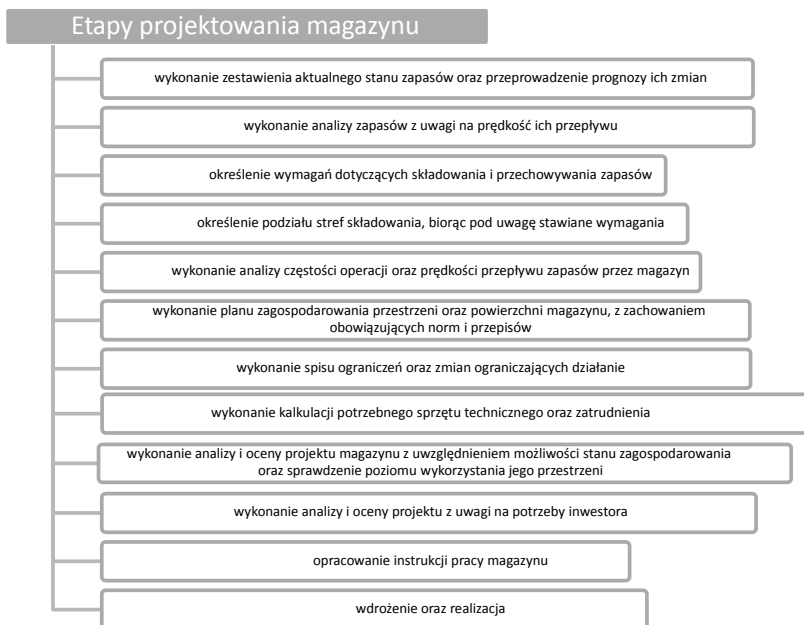 Etapy projektowania magazynu
wykonanie zestawienia aktualnego stanu zapasów oraz przeprowadzenie prognozy ich zmian
wykonanie analizy zapasów z uwagi na prędkość ich przepływu
określenie wymagań dotyczących składowania i przechowywania zapasów
określenie podziału stref składowania, biorąc pod uwagę stawiane wymagania
wykonanie analizy częstości operacji oraz prędkości przepływu zapasów przez magazyn
wykonanie planu zagospodarowania przestrzeni oraz powierzchni magazynu, z zachowaniem
obowiązujących norm i przepisów
wykonanie spisu ograniczeń oraz zmian ograniczających działanie
wykonanie kalkulacji potrzebnego sprzętu technicznego oraz zatrudnienia
wykonanie analizy i oceny projektu magazynu z uwzględnieniem możliwości stanu zagospodarowania
oraz sprawdzenie poziomu wykorzystania jego przestrzeni
wykonanie analizy i oceny projektu z uwagi na potrzeby inwestora
opracowanie instrukcji pracy magazynu
wdrożenie oraz realizacja